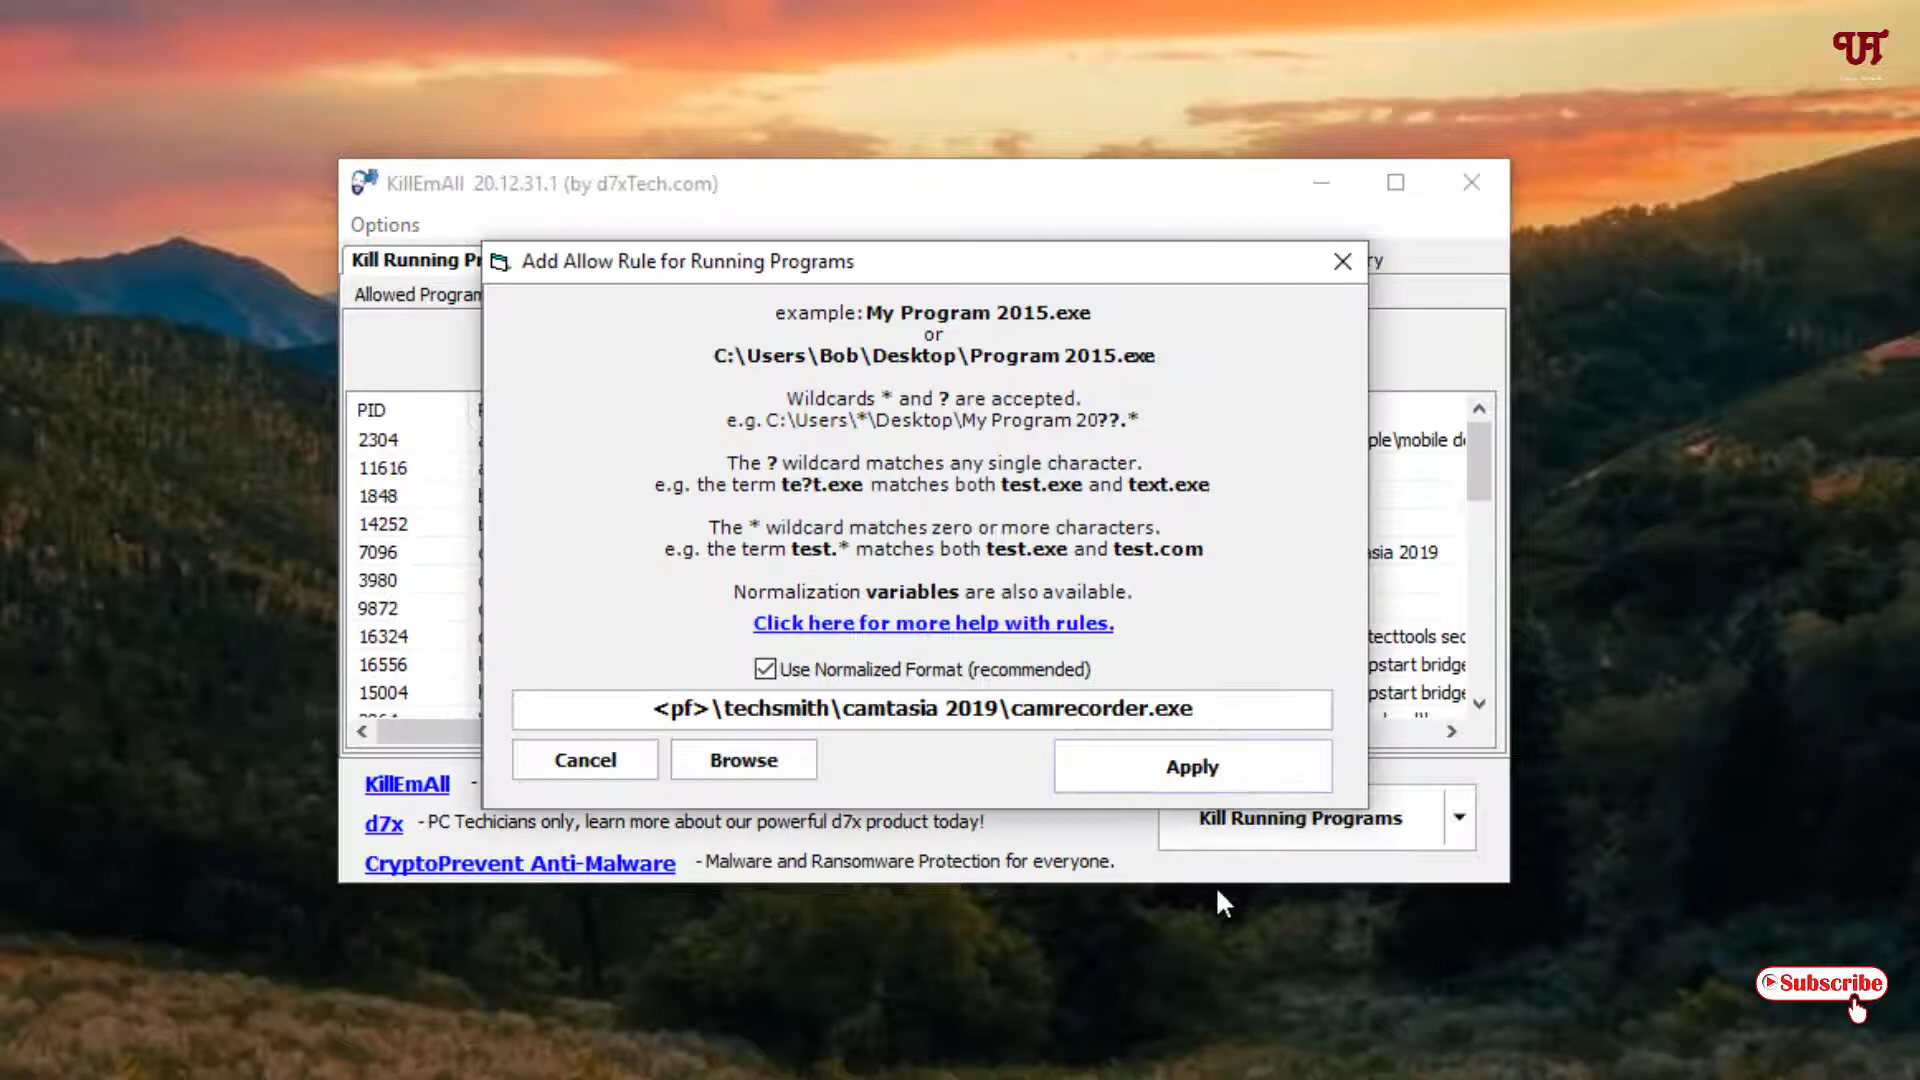 UT
KillEmAll 20.12.31.1 (by d7xTech.com)
Options
Kill Running Pr
ry
Add Allow Rule for Running Programs
Allowed Program
example: My Program 2015.exe
or
C:\Users\Bob\Desktop\Program 2015.exe
Wildcards * and ? are accepted.
e.g. C:\Users\*\Desktop\My Program 20??.*
The ? wildcard matches any single character.
e.g. the term te?t.exe matches both test.exe and text.exe
The * wildcard matches zero or more characters.
e.g. the term test.* matches both test.exe and test.com
Normalization variables are also available.
Click here for more help with rules.
Use Normalized Format (recommended)
<pf>\techsmith\camtasia 2019\camrecorder.exe
Cancel
Browse
Apply
PID
2304
ple\mobile de
11616
1848
14252
7096
asia 2019
3980
9872
16324
tecttools sec
16556
pstart bridge
15004
pstart bridge
KillEmAll -
d7x - PC Techicians only, learn more about our powerful d7x product today!
Kill Running Programs
CryptoPrevent Anti-Malware - Malware and Ransomware Protection for everyone.
Subscribe